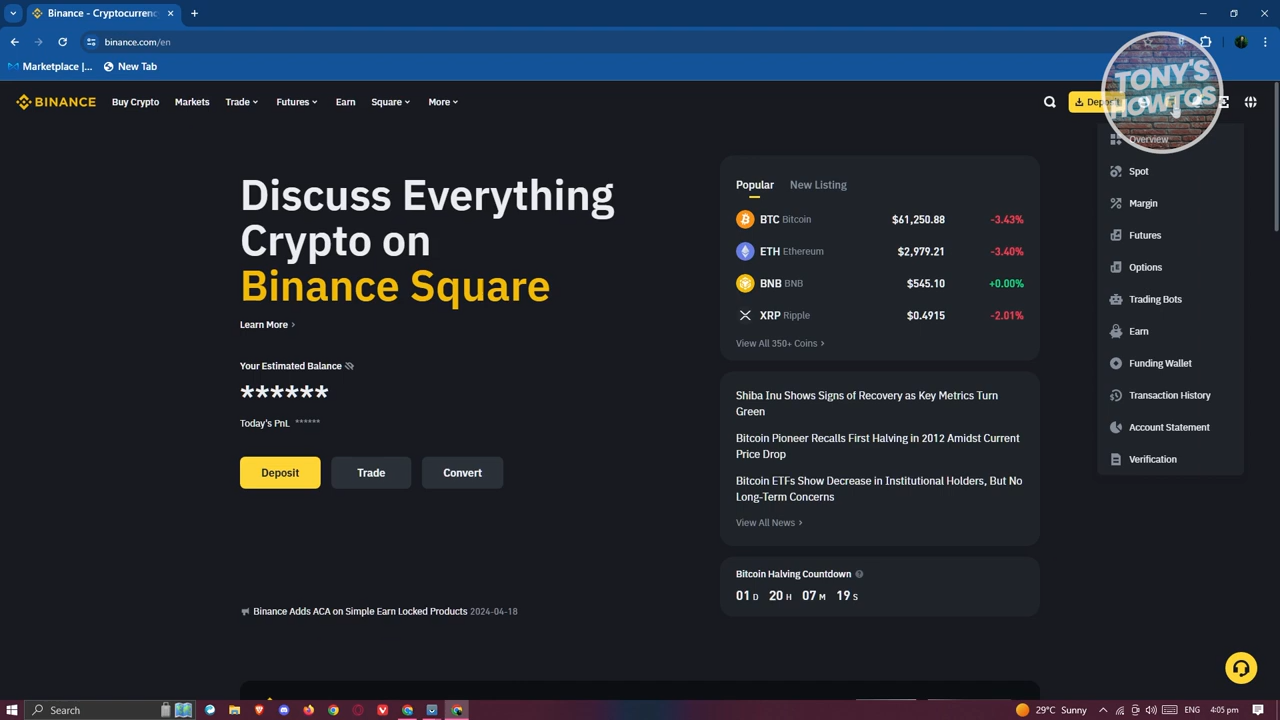 Binance - Cryptocurrency
binance.com/en
Marketplace |...
New Tab
BINANCE
Buy Crypto
Markets
Trade
Futures
Earn
Square
More
TONY'S
HOWTOS
Discuss Everything
Crypto on
Binance Square
Learn More
Your Estimated Balance
******
Today's PnL ******
Deposit
Trade
Convert
Binance Adds ACA on Simple Earn Locked Products 2024-04-18
Popular
New Listing
BTC Bitcoin $61,250.88 -3.43%
ETH Ethereum $2,979.21 -3.40%
BNB BNB $545.10 +0.00%
XRP Ripple $0.4915 -2.01%
View All 350+ Coins
Shiba Inu Shows Signs of Recovery as Key Metrics Turn
Green
Bitcoin Pioneer Recalls First Halving in 2012 Amidst Current
Price Drop
Bitcoin ETFs Show Decrease in Institutional Holders, But No
Long-Term Concerns
View All News
Bitcoin Halving Countdown
01 D 20 H 07 M 19 S
Overview
Spot
Margin
Futures
Options
Trading Bots
Earn
Funding Wallet
Transaction History
Account Statement
Verification
Search
29°C Sunny
ENG
4:05 pm